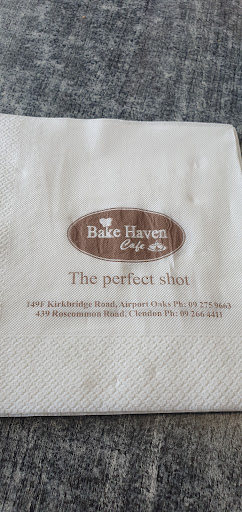 Bake Haven
Cafe
The perfect shot
149F Kirkbridge Road, Airport Oaks Ph: 09 275 9663
439 Roscommon Road, Clendon Ph: 09 266 4411